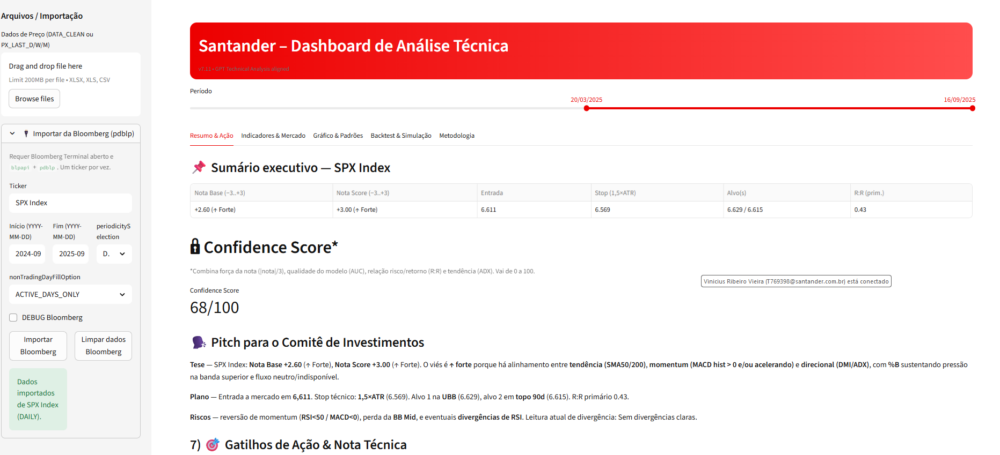 Arquivos / Importação
Dados de Preço (DATA_CLEAN ou
PX_LAST_D/W/M)
Drag and drop file here
Limit 200MB per file • XLSX, XLS, CSV
Browse files
Importar da Bloomberg (pdblp)
Requer Bloomberg Terminal aberto e
blpapi + pdblp . Um ticker por vez.
Ticker
SPX Index
Início (YYYY-MM-DD)
Fim (YYYY-MM-DD)
periodicitySelection
2024-09
2025-09
D.
nonTradingDayFillOption
ACTIVE_DAYS_ONLY
DEBUG Bloomberg
Importar Bloomberg
Limpar dados Bloomberg
Dados
importados
de SPX Index
(DAILY).
Santander – Dashboard de Análise Técnica
v7.11 • GPT Technical Analysis aligned
Período
20/03/2025
16/09/2025
Resumo & Ação Indicadores & Mercado Gráfico & Padrões Backtest & Simulação Metodologia
Sumário executivo — SPX Index
Nota Base (−3..+3) Nota Score (−3..+3) Entrada Stop (1,5×ATR) Alvo(s) R:R (prim.)
+2.60 (↑ Forte) +3.00 (↑ Forte) 6.611 6.569 6.629 / 6.615 0.43
Confidence Score*
*Combina força da nota (|nota|/3), qualidade do modelo (AUC), relação risco/retorno (R:R) e tendência (ADX). Vai de 0 a 100.
Vinicius Ribeiro Vieira (T769398@santander.com.br) está conectado
Confidence Score
68/100
Pitch para o Comitê de Investimentos
Tese — SPX Index: Nota Base +2.60 (↑ Forte), Nota Score +3.00 (↑ Forte). O viés é ↑ forte porque há alinhamento entre tendência (SMA50/200), momentum (MACD hist > 0 e/ou acelerando) e direcional (DMI/ADX), com %B sustentando pressão
na banda superior e fluxo neutro/indisponível.
Plano — Entrada a mercado em 6,611. Stop técnico: 1,5×ATR (6.569). Alvo 1 na UBB (6.629), alvo 2 em topo 90d (6.615). R:R primário 0.43.
Riscos — reversão de momentum (RSI<50 / MACD<0), perda da BB Mid, e eventuais divergências de RSI. Leitura atual de divergência: Sem divergências claras.
7) Gatilhos de Ação & Nota Técnica